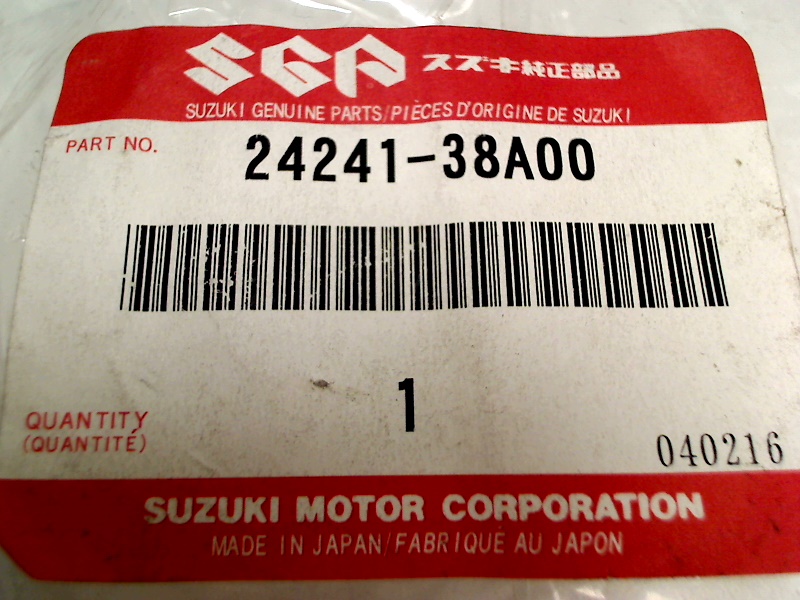 SGP スズキ純正部品
SUZUKI GENUINE PARTS/PIÈCES D'ORIGINE DE SUZUKI
PART NO. 24241-38A00
1
QUANTITY
(QUANTITÉ)
040216
SUZUKI MOTOR CORPORATION
MADE IN JAPAN/FABRIQUÉ AU JAPON